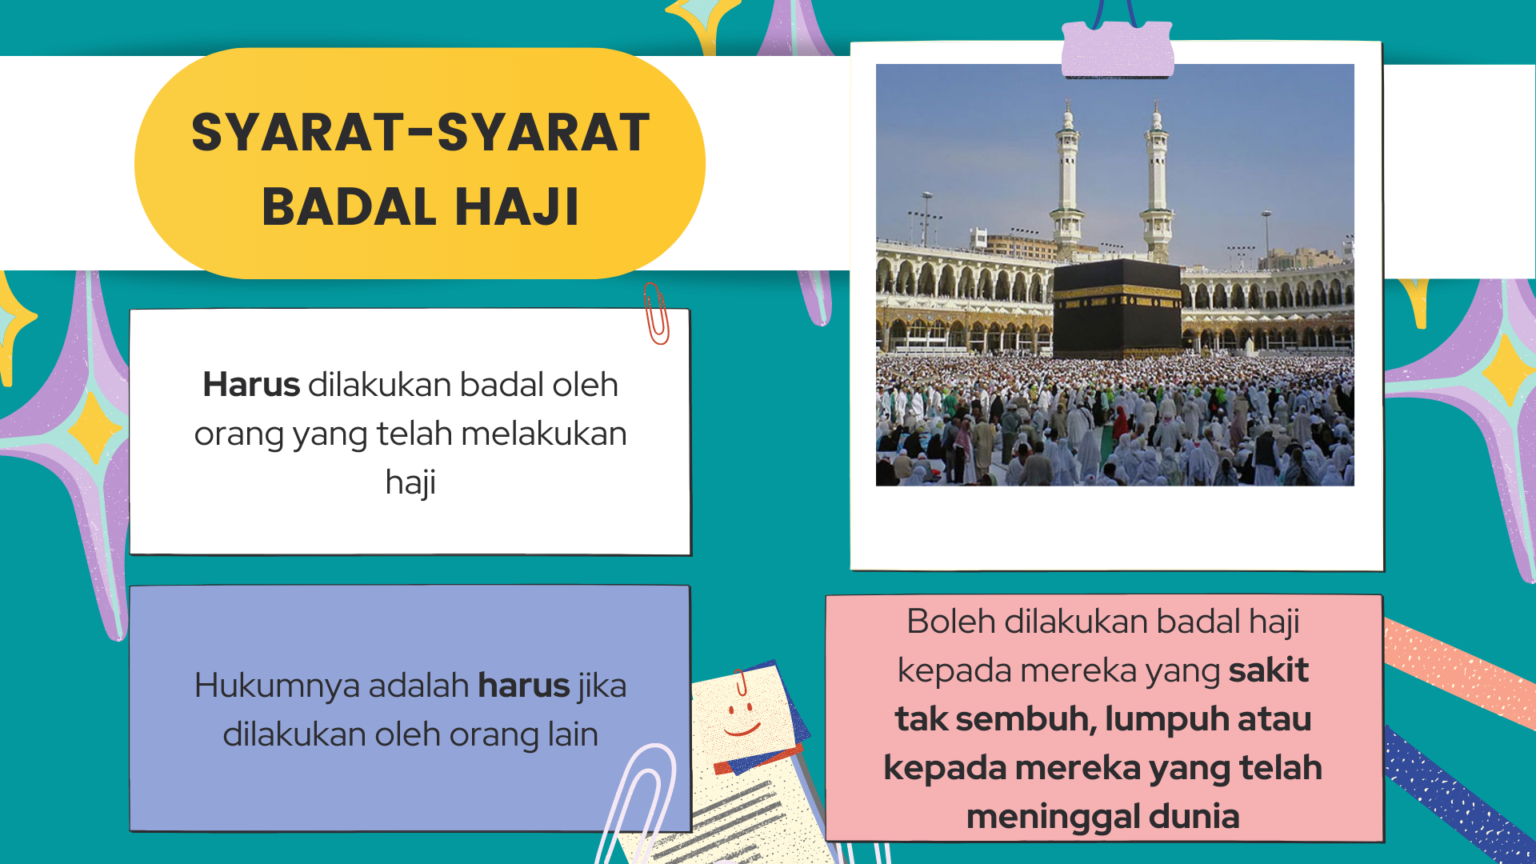 SYARAT-SYARAT
BADAL HAJI
Harus dilakukan badal oleh
orang yang telah melakukan
haji
Hukumnya adalah harus jika
dilakukan oleh orang lain
Boleh dilakukan badal haji
kepada mereka yang sakit
tak sembuh, lumpuh atau
kepada mereka yang telah
meninggal dunia